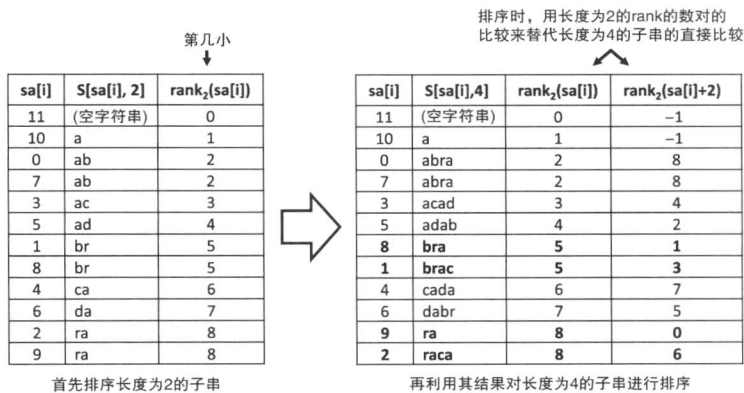 第几小
sa[i] S[sa[i], 2] rank₂(sa[i])
11 (空字符串) 0
10 a 1
0 ab 2
7 ab 2
3 ac 3
5 ad 4
1 br 5
8 br 5
4 ca 6
6 da 7
2 ra 8
9 ra 8
首先排序长度为2的子串
排序时，用长度为2的rank的数对的
比较来替代长度为4的子串的直接比较
sa[i] S[sa[i],4] rank₂(sa[i]) rank₂(sa[i]+2)
11 (空字符串) 0 −1
10 a 1 −1
0 abra 2 8
7 abra 2 8
3 acad 3 4
5 adab 4 2
8 bra 5 1
1 brac 5 3
4 cada 6 7
6 dabr 7 5
9 ra 8 0
2 raca 8 6
再利用其结果对长度为4的子串进行排序